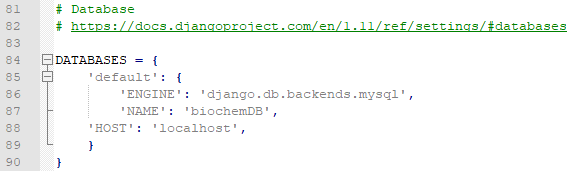 81 # Database
82 # https://docs.djangoproject.com/en/1.11/ref/settings/#databases
83
84 DATABASES = {
85     'default': {
86         'ENGINE': 'django.db.backends.mysql',
87         'NAME': 'biochemDB',
88     'HOST': 'localhost',
89     }
90 }